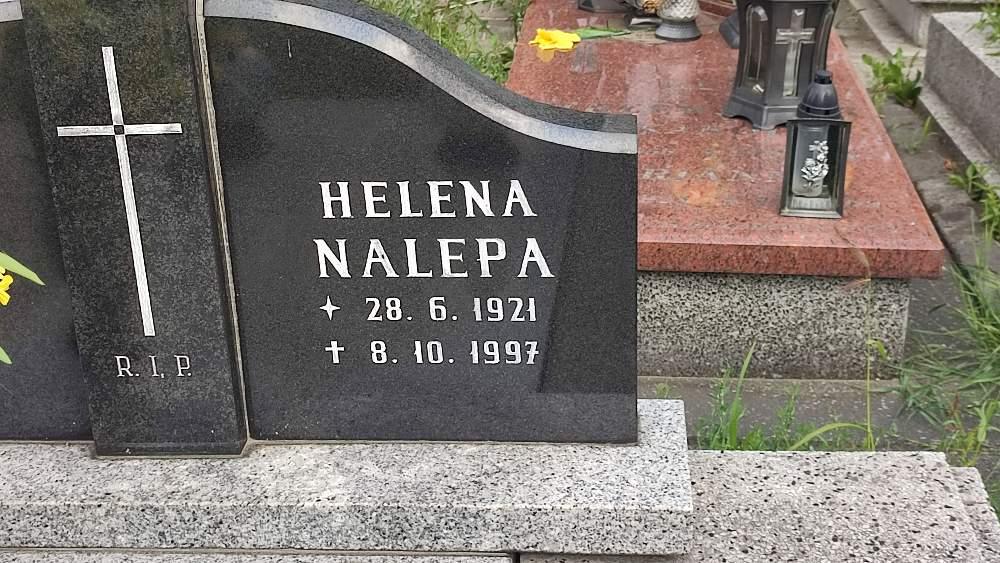 R. I. P.
HELENA
NALEPA
28. 6. 1921
8. 10. 1997